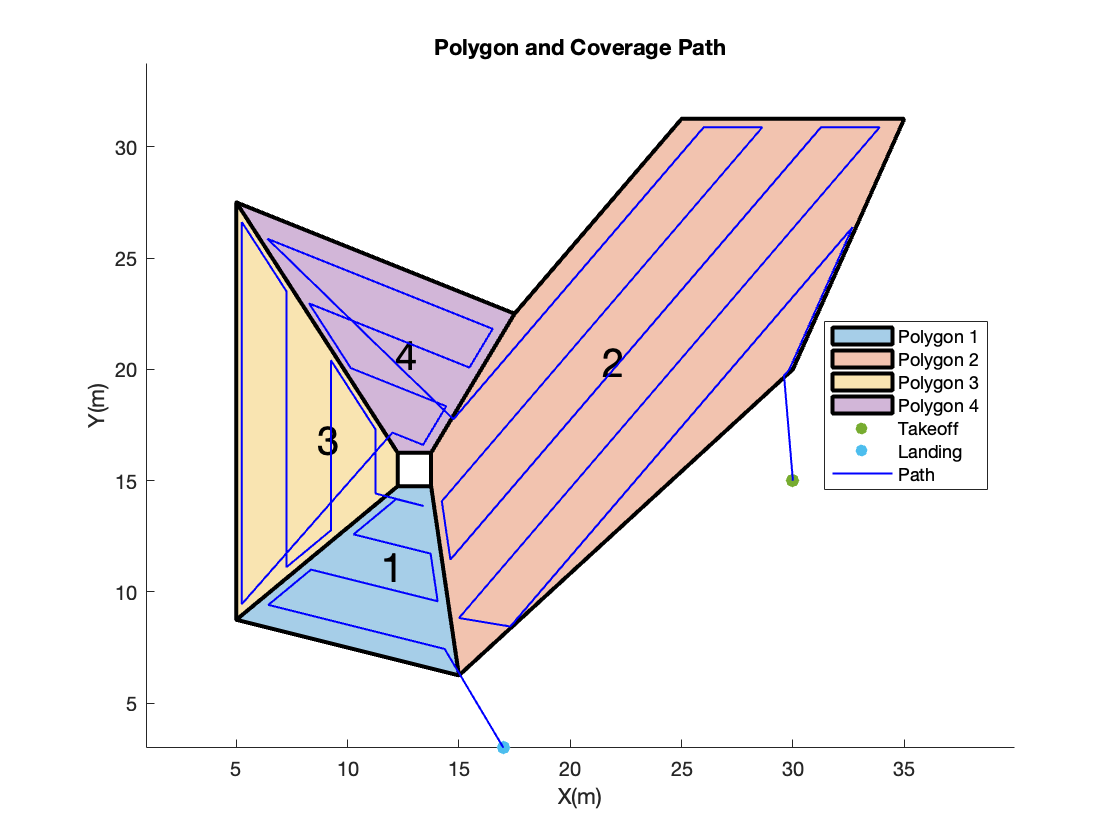 Polygon and Coverage Path
30
25
20
15
10
5
Y(m)
4
2
3
1
Polygon 1
Polygon 2
Polygon 3
Polygon 4
Takeoff
Landing
Path
5 10 15 20 25 30 35
X(m)